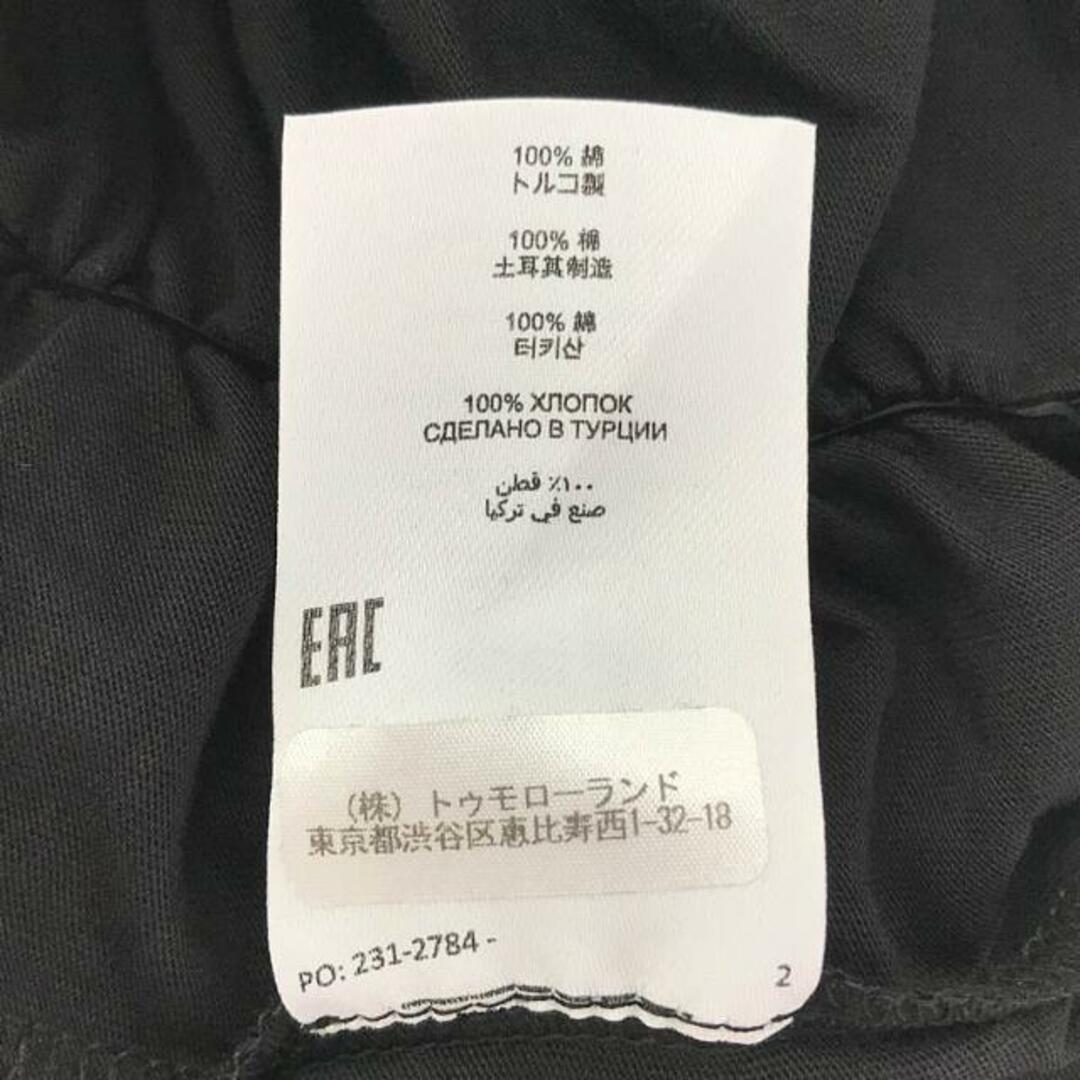 100% 綿
トルコ製
100% 棉
土耳其制造
100% 綿
터키산
100% ХЛОПОК
СДЕЛАНО В ТУРЦИИ
١٠٠٪ قطن
صنع في تركيا
EAC
(株) トゥモローランド
東京都渋谷区恵比寿西1-32-18
PO: 231-2784 -
2